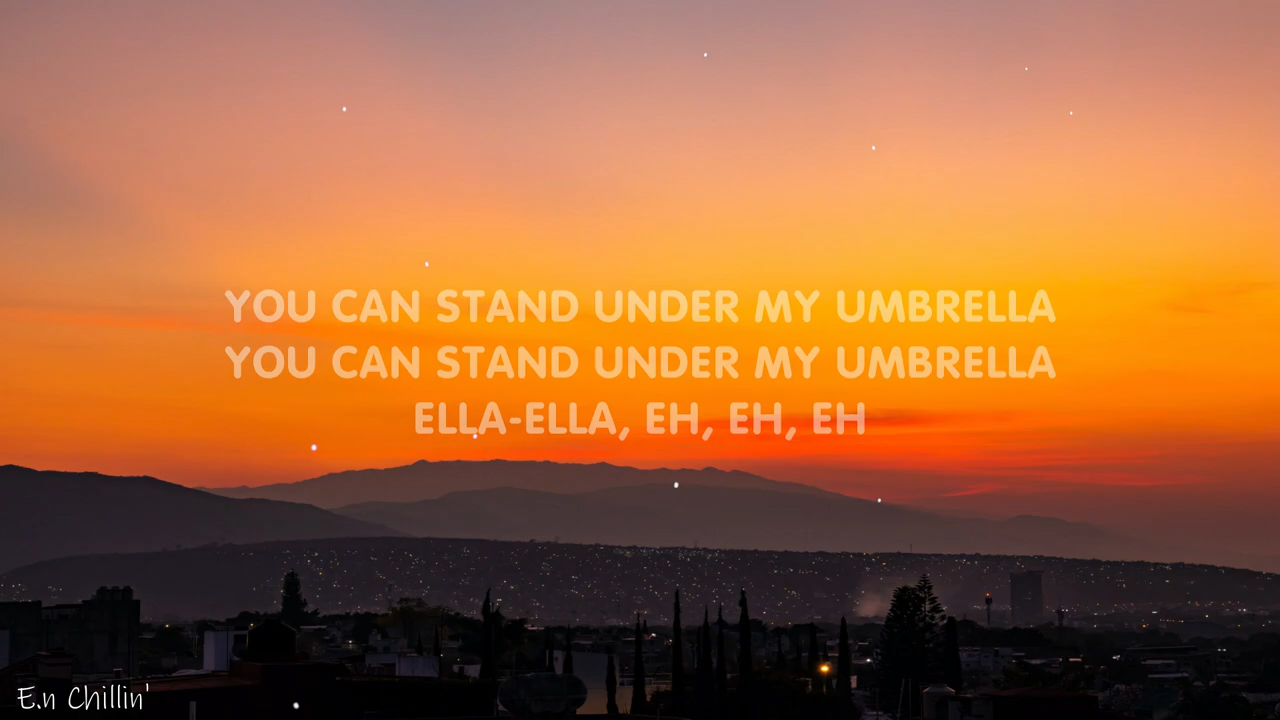 YOU CAN STAND UNDER MY UMBRELLA
YOU CAN STAND UNDER MY UMBRELLA
ELLA-ELLA, EH, EH, EH
E.n Chillin'